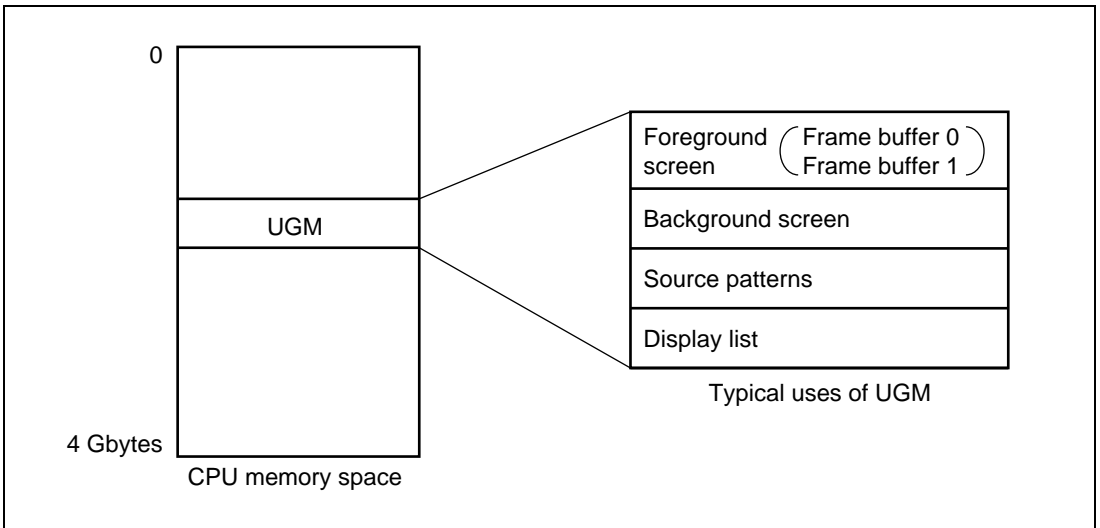 0
UGM
4 Gbytes
CPU memory space
Foreground
screen
Frame buffer 0
Frame buffer 1
Background screen
Source patterns
Display list
Typical uses of UGM